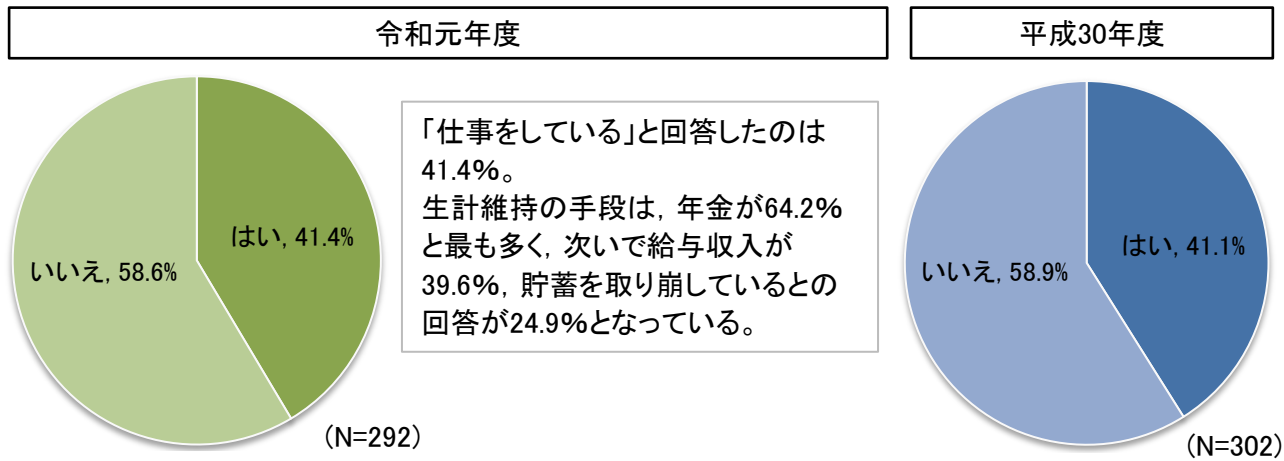 令和元年度
はい, 41.4%
いいえ, 58.6%
(N=292)
「仕事をしている」と回答したのは
41.4%。
生計維持の手段は，年金が64.2%
と最も多く，次いで給与収入が
39.6%，貯蓄を取り崩しているとの
回答が24.9%となっている。
平成30年度
はい, 41.1%
いいえ, 58.9%
(N=302)